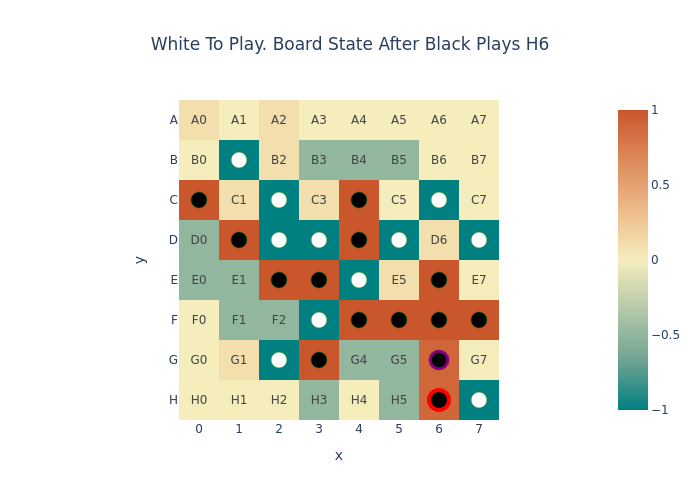 White To Play. Board State After Black Plays H6
A A0 A1 A2 A3 A4 A5 A6 A7
B B0 B2 B3 B4 B5 B6 B7
C C1 C3 C5 C7
D D0 D6
E E0 E1 E5 E7
F F0 F1 F2
G G0 G1 G4 G5 G7
H H0 H1 H2 H3 H4 H5
0 1 2 3 4 5 6 7
x
y
1
0.5
0
−0.5
−1